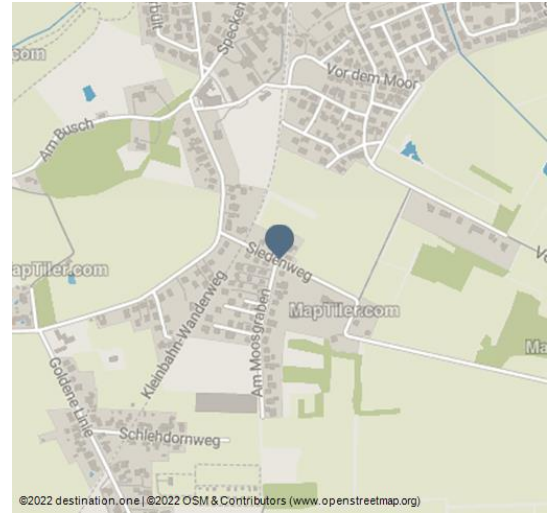 Specken
com
Vor dem Moor
Am Busch
Siedenweg
apTiler.com
MapTiler.com
Kleinbahn-Wanderweg
Am Moosgraben
Goldene Linie
Schlehdornweg
©2022 destination.one | ©2022 OSM & Contributors (www.openstreetmap.org)